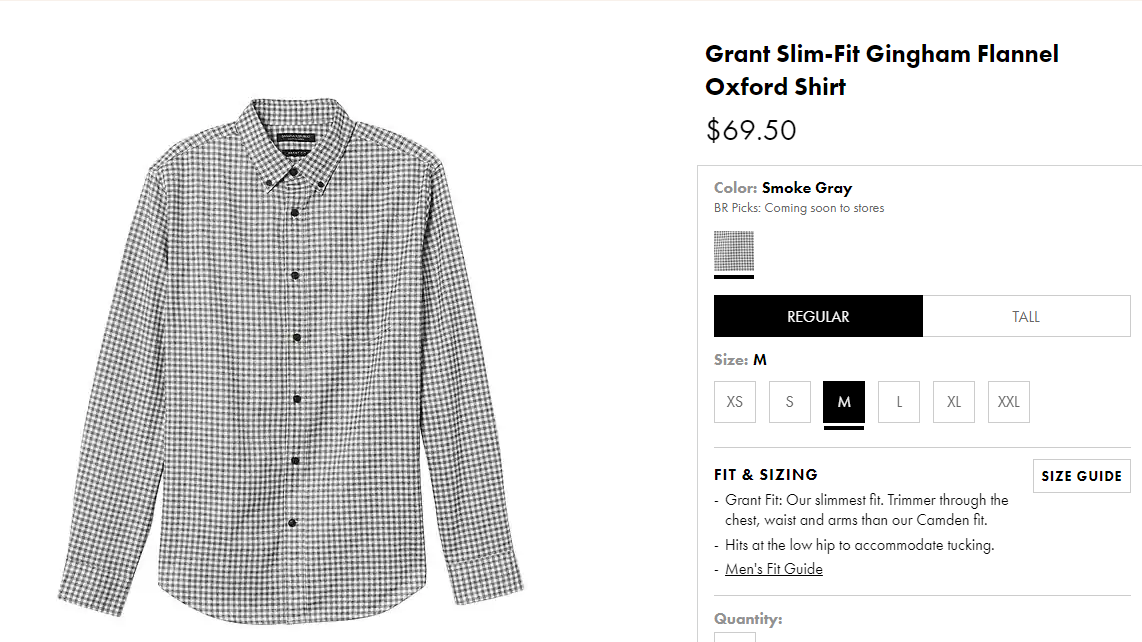 Grant Slim-Fit Gingham Flannel
Oxford Shirt
$69.50
Color: Smoke Gray
BR Picks: Coming soon to stores
REGULAR
TALL
Size: M
XS
S
M
L
XL
XXL
FIT & SIZING
SIZE GUIDE
- Grant Fit: Our slimmest fit. Trimmer through the
chest, waist and arms than our Camden fit.
- Hits at the low hip to accommodate tucking.
- Men's Fit Guide
Quantity: